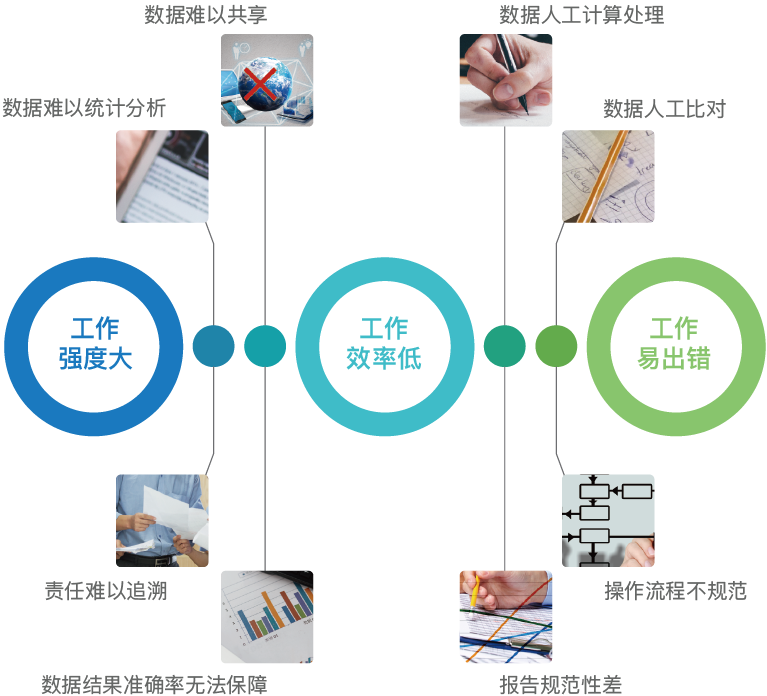 数据难以共享
数据人工计算处理
数据难以统计分析
数据人工比对
工作
强度大
工作
效率低
工作
易出错
责任难以追溯
操作流程不规范
数据结果准确率无法保障
报告规范性差